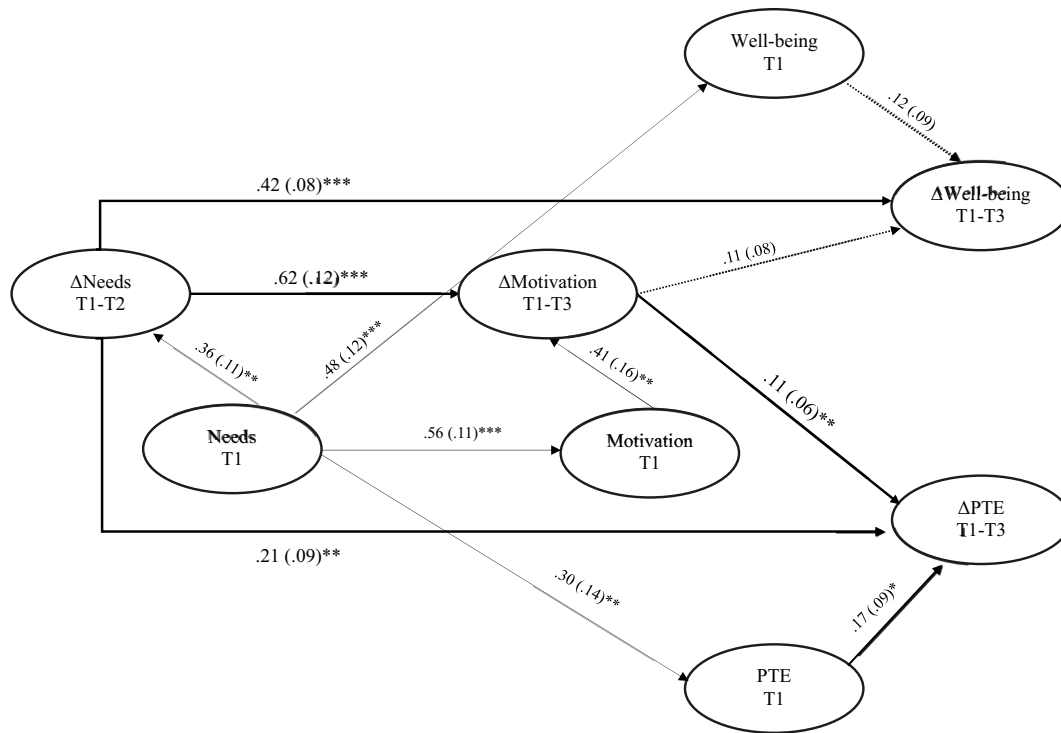 Well-being
T1
.12 (.09)
.42 (.08)***
ΔWell-being
T1-T3
ΔNeeds
T1-T2
.62 (.12)***
ΔMotivation
T1-T3
.11 (.08)
.36 (.11)**
.48 (.12)***
.41 (.16)**
.11 (.06)**
Needs
T1
.56 (.11)***
Motivation
T1
ΔPTE
T1-T3
.21 (.09)**
.30 (.14)**
.17 (.09)*
PTE
T1